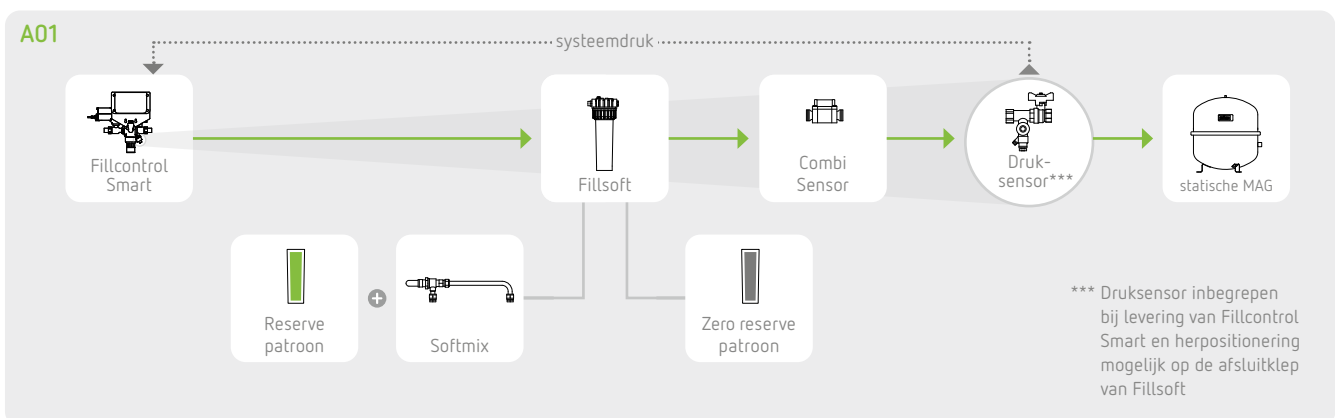 A01
systeemdruk
Fillcontrol
Smart
Fillsoft
Combi
Sensor
Druk-
sensor***
statische MAG
Reserve
patroon
Softmix
Zero reserve
patroon
*** Druksensor inbegrepen
bij levering van Fillcontrol
Smart en herpositionering
mogelijk op de afsluitklep
van Fillsoft